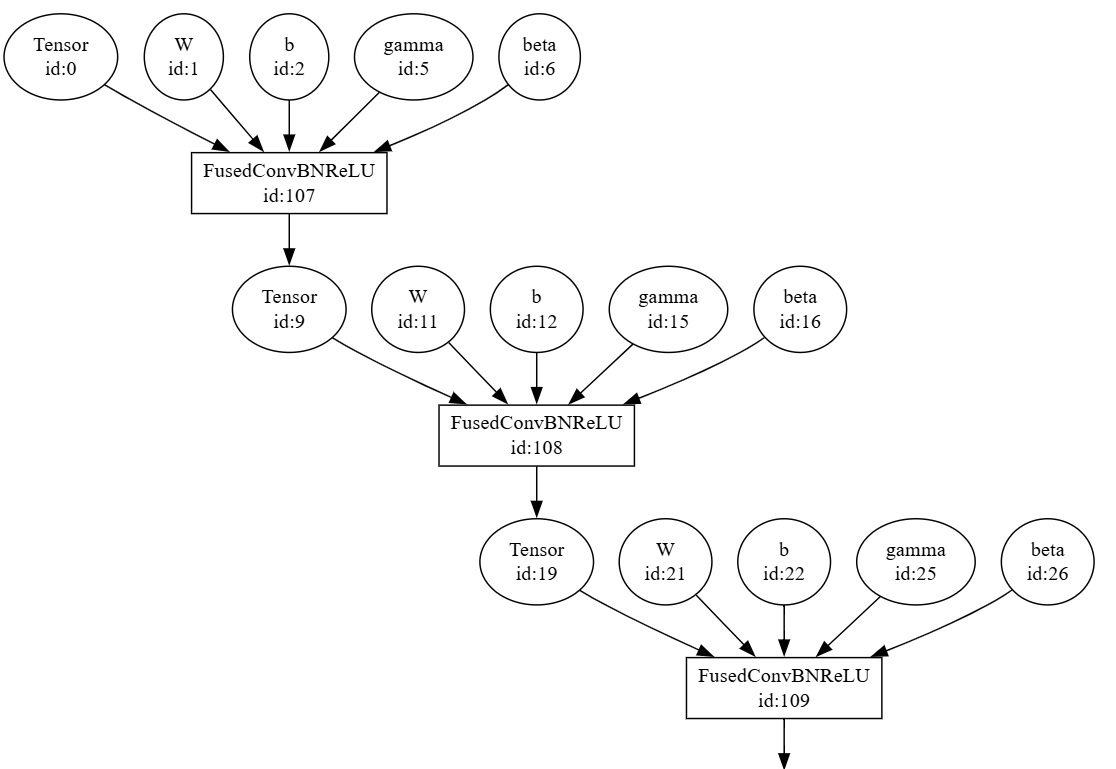 Tensor
id:0
W
id:1
b
id:2
gamma
id:5
beta
id:6
FusedConvBNReLU
id:107
Tensor
id:9
W
id:11
b
id:12
gamma
id:15
beta
id:16
FusedConvBNReLU
id:108
Tensor
id:19
W
id:21
b
id:22
gamma
id:25
beta
id:26
FusedConvBNReLU
id:109